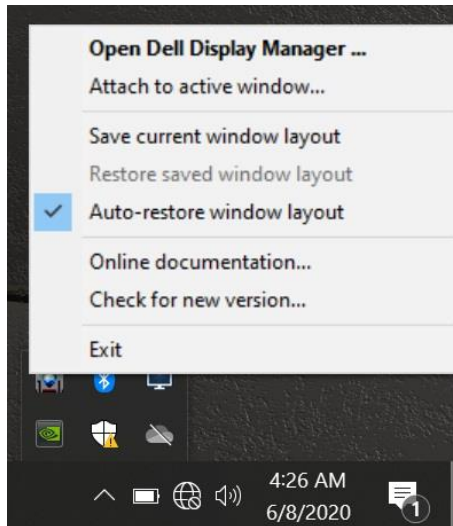 Open Dell Display Manager ...
Attach to active window...
Save current window layout
Restore saved window layout
Auto-restore window layout
Online documentation...
Check for new version...
Exit
4:26 AM
6/8/2020
1